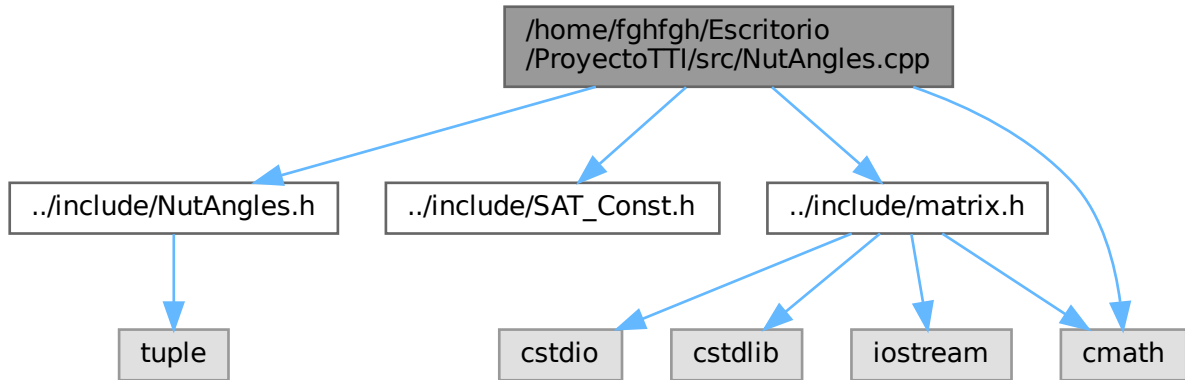 /home/fghfgh/Escritorio
/ProyectoTTI/src/NutAngles.cpp
../include/NutAngles.h
../include/SAT_Const.h
../include/matrix.h
tuple
cstdio
cstdlib
iostream
cmath